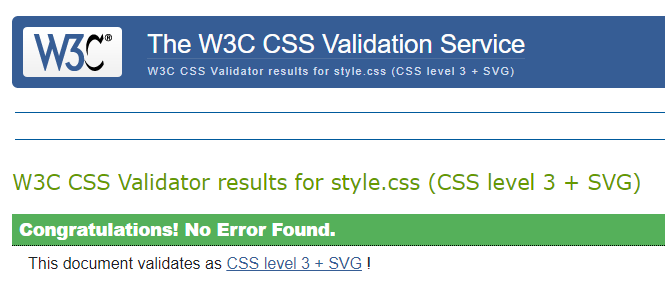 W3C®
The W3C CSS Validation Service
W3C CSS Validator results for style.css (CSS level 3 + SVG)
W3C CSS Validator results for style.css (CSS level 3 + SVG)
Congratulations! No Error Found.
This document validates as CSS level 3 + SVG !